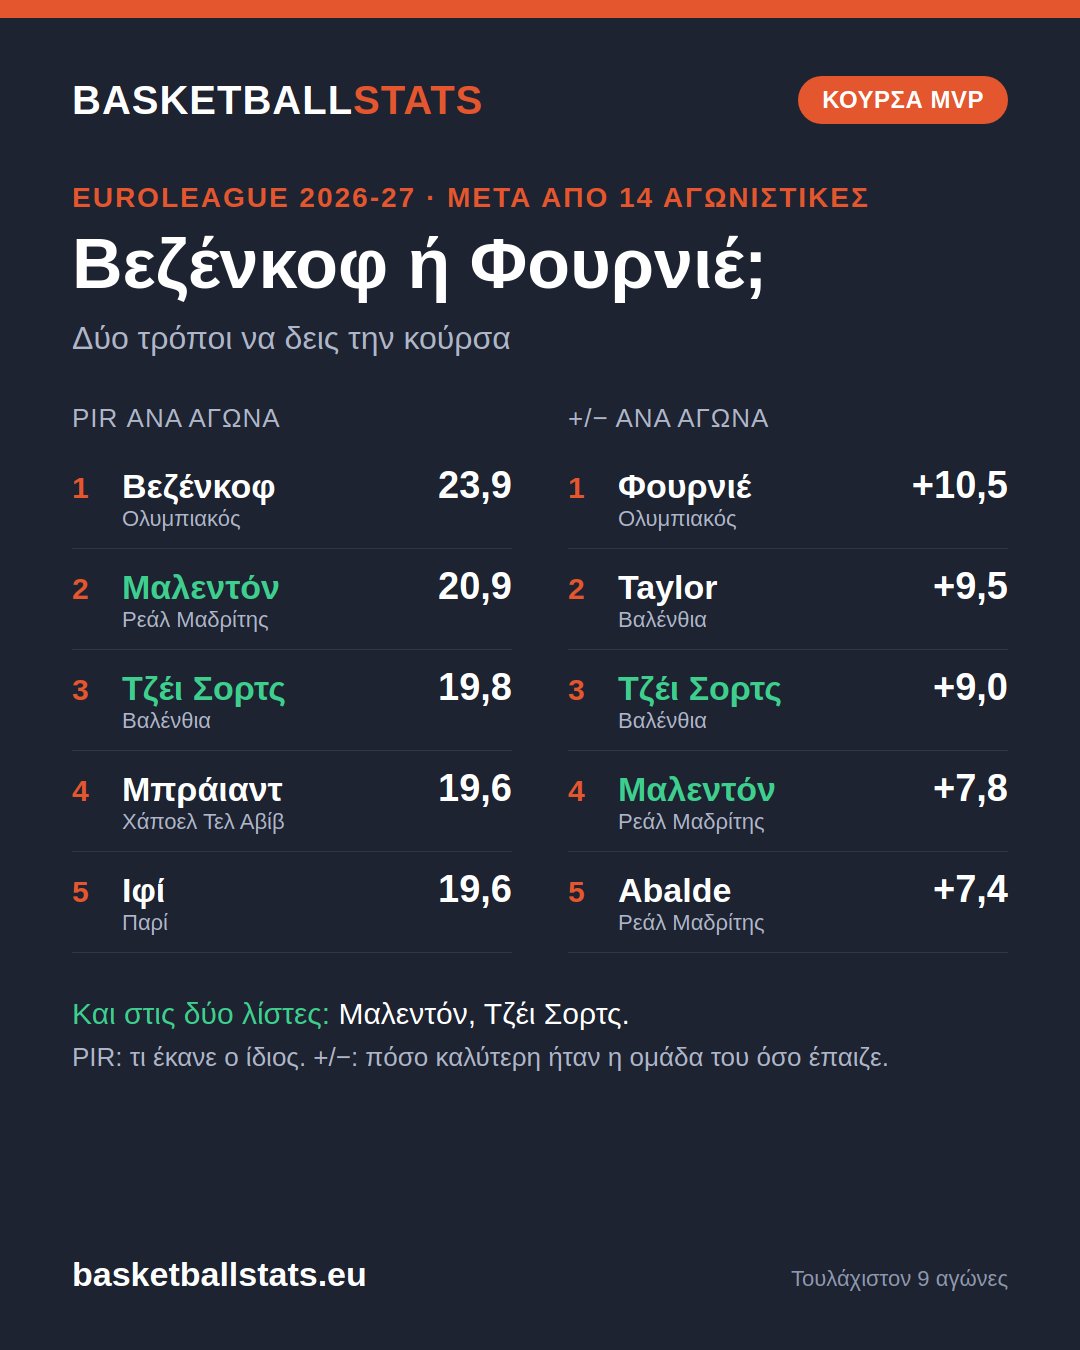 BASKETBALLSTATS
ΚΟΥΡΣΑ MVP
EUROLEAGUE 2026-27 · ΜΕΤΑ ΑΠΟ 14 ΑΓΩΝΙΣΤΙΚΕΣ
Βεζένκοφ ή Φουρνιέ;
Δύο τρόποι να δεις την κούρσα
PIR ΑΝΑ ΑΓΩΝΑ
1 Βεζένκοφ 23,9
Ολυμπιακός
2 Μαλεντόν 20,9
Ρεάλ Μαδρίτης
3 Τζέι Σορτς 19,8
Βαλένθια
4 Μπράιαντ 19,6
Χάποελ Τελ Αβίβ
5 Ιφί 19,6
Παρί
+/− ΑΝΑ ΑΓΩΝΑ
1 Φουρνιέ +10,5
Ολυμπιακός
2 Taylor +9,5
Βαλένθια
3 Τζέι Σορτς +9,0
Βαλένθια
4 Μαλεντόν +7,8
Ρεάλ Μαδρίτης
5 Abalde +7,4
Ρεάλ Μαδρίτης
Και στις δύο λίστες: Μαλεντόν, Τζέι Σορτς.
PIR: τι έκανε ο ίδιος. +/−: πόσο καλύτερη ήταν η ομάδα του όσο έπαιζε.
basketballstats.eu
Τουλάχιστον 9 αγώνες